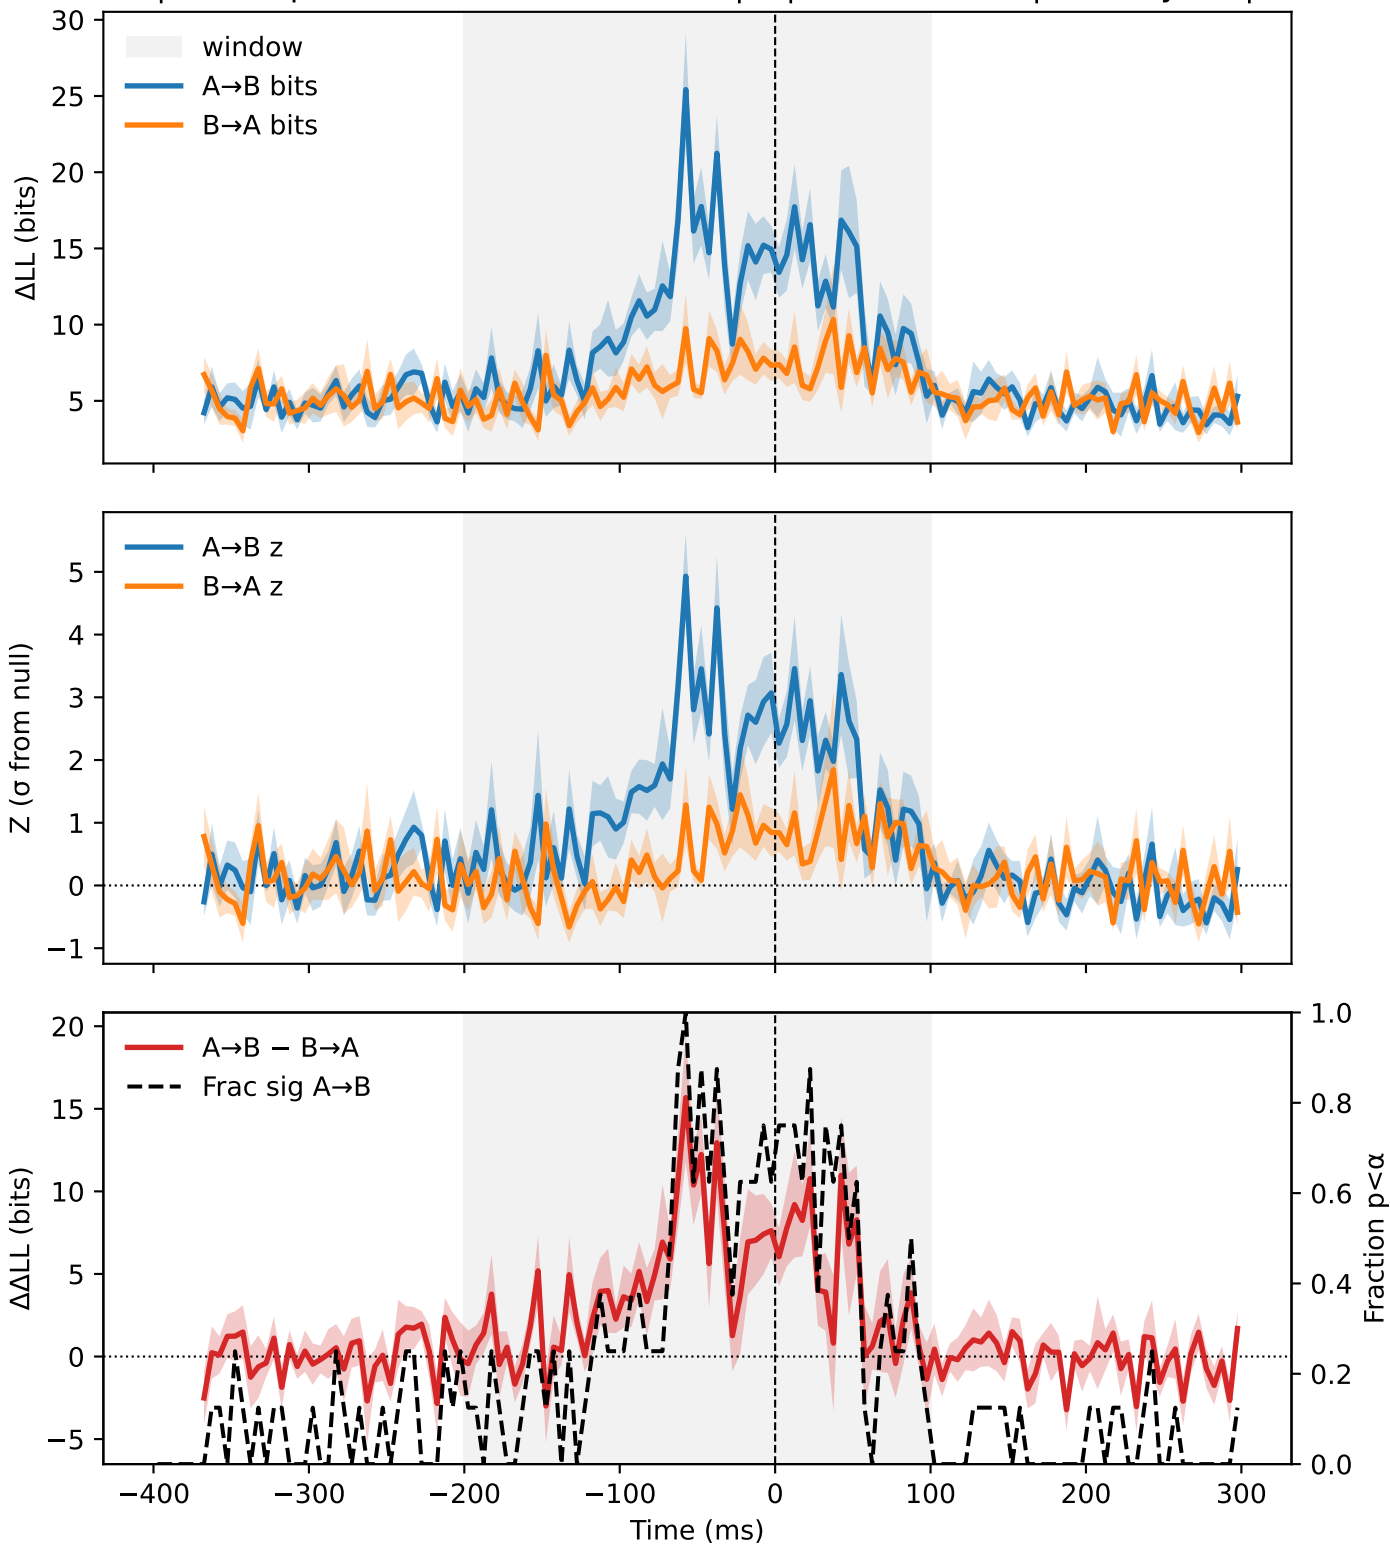 30
25
20
15
10
5
ΔLL (bits)
window
A→B bits
B→A bits
5
4
3
2
1
0
−1
Z (σ from null)
A→B z
B→A z
20
15
10
5
0
−5
ΔΔLL (bits)
A→B − B→A
Frac sig A→B
1.0
0.8
0.6
0.4
0.2
0.0
Fraction p<α
−400 −300 −200 −100 0 100 200 300
Time (ms)